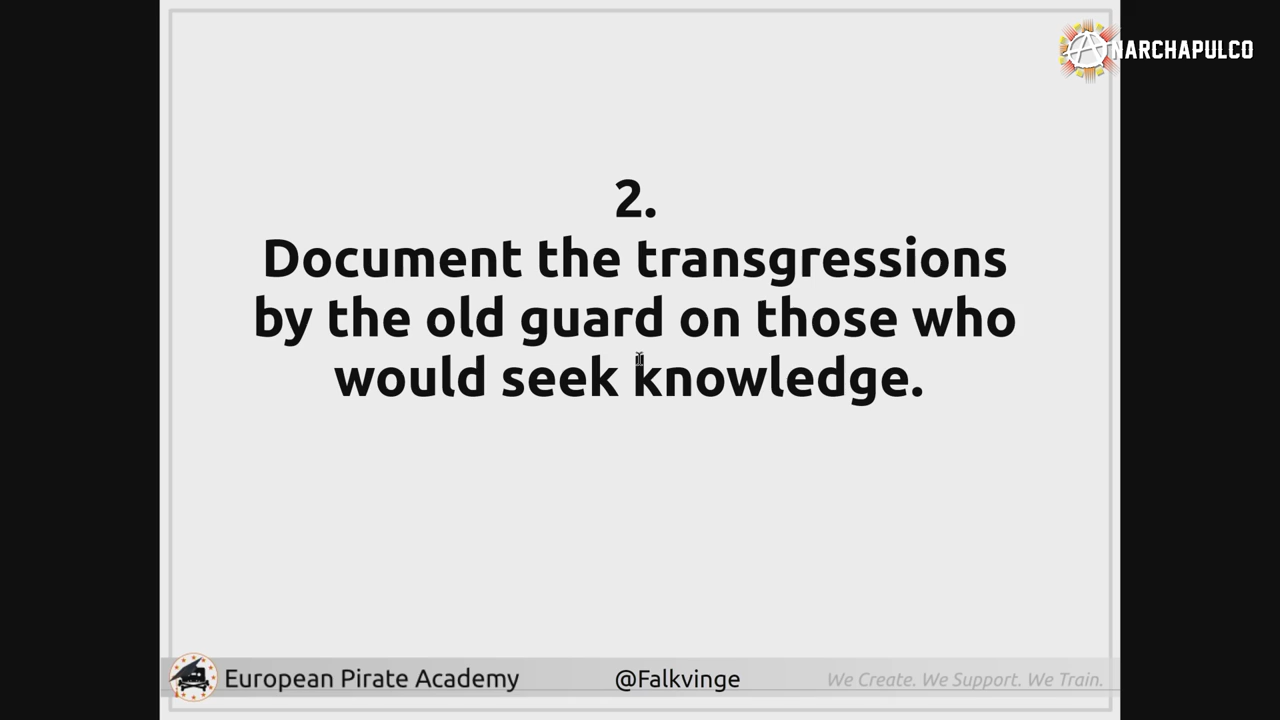 ANARCHAPULCO
2.
Document the transgressions
by the old guard on those who
would seek knowledge.
European Pirate Academy
@Falkvinge
We Create. We Support. We Train.